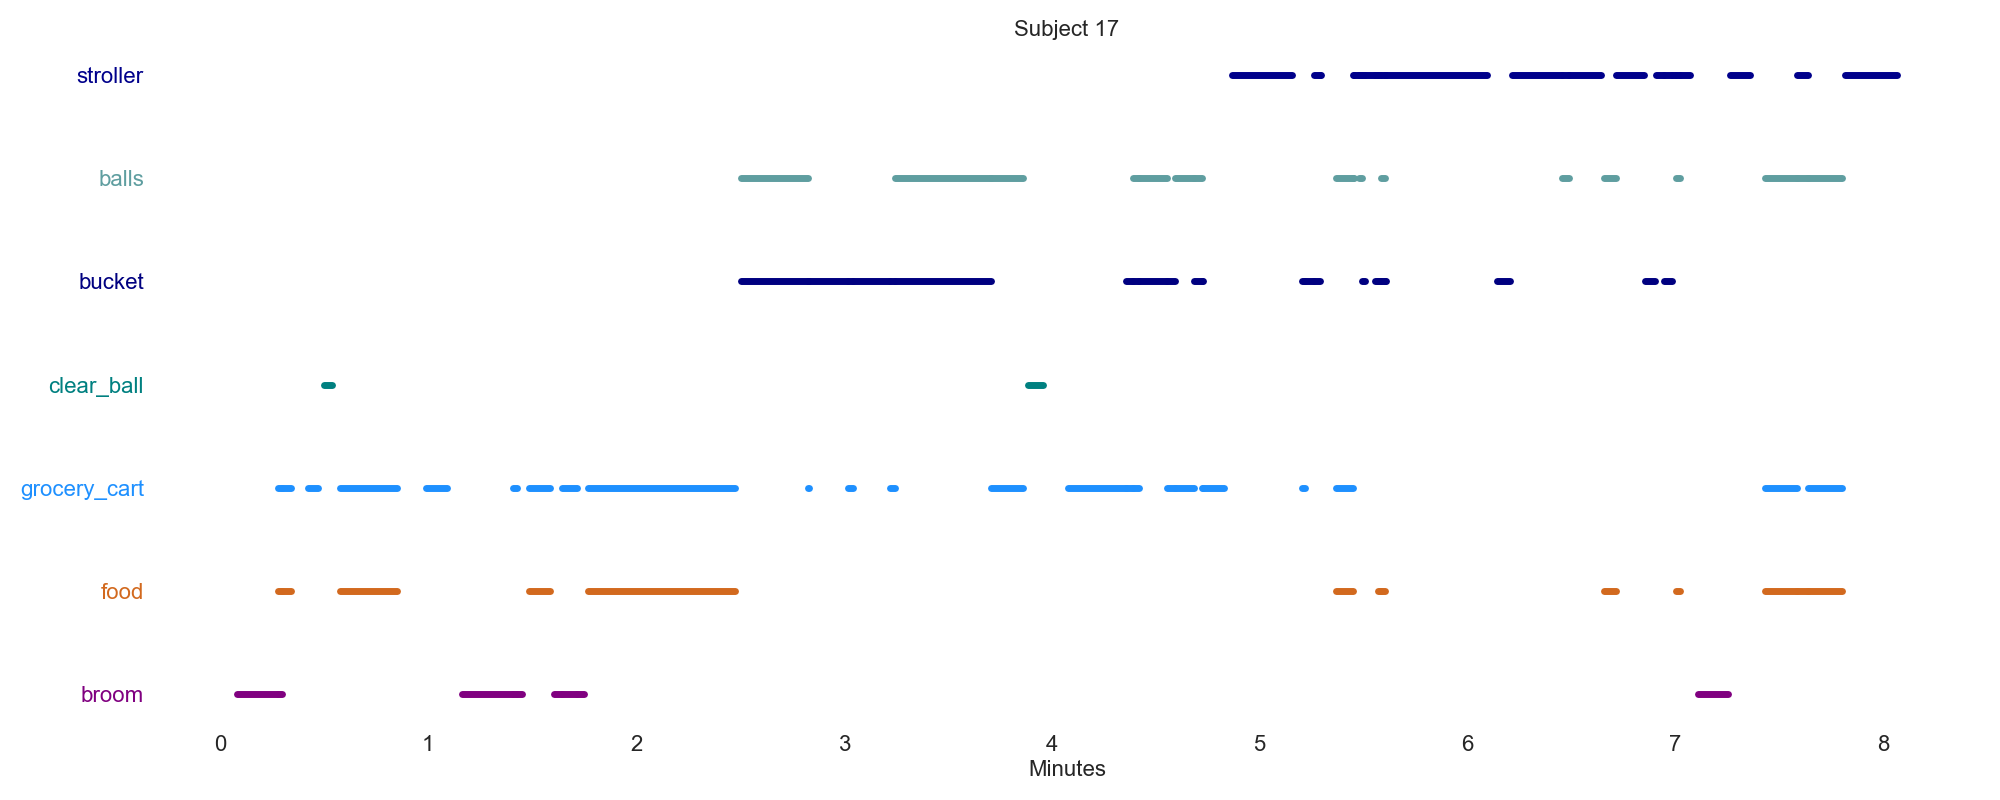 Subject 17
stroller
balls
bucket
clear_ball
grocery_cart
food
broom
0 1 2 3 4 5 6 7 8
Minutes